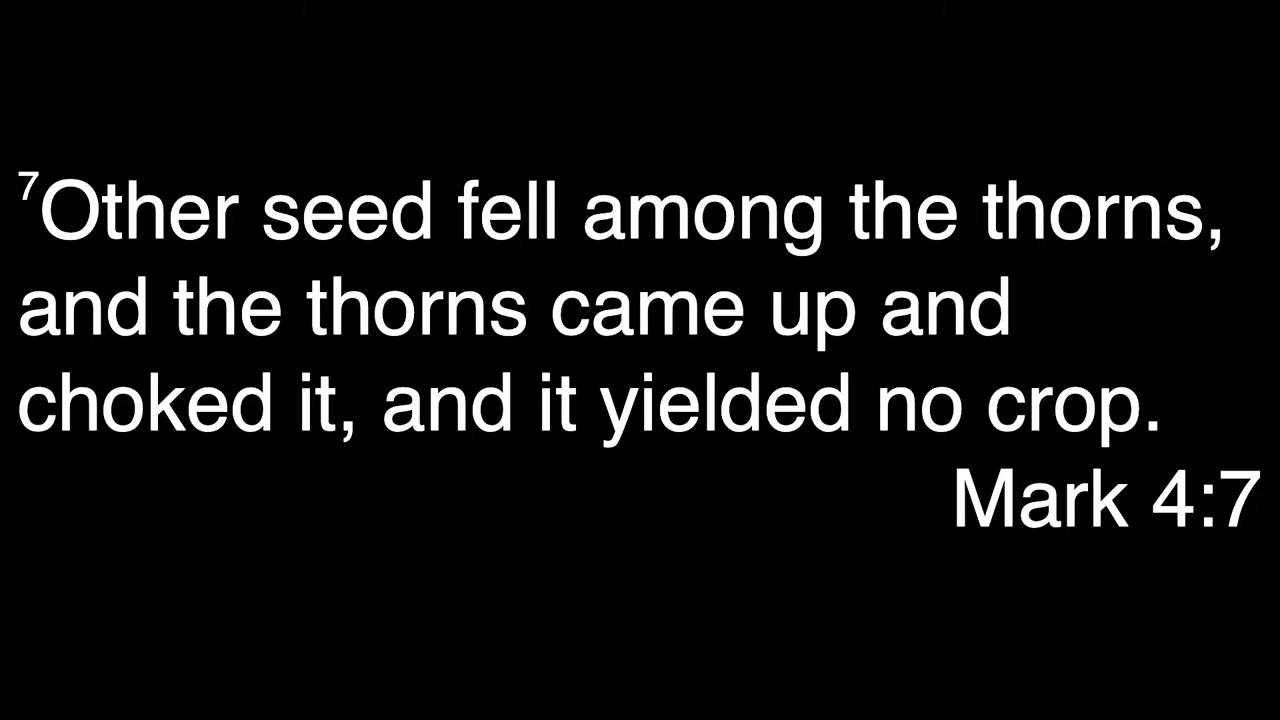 ⁷Other seed fell among the thorns,
and the thorns came up and
choked it, and it yielded no crop.
Mark 4:7